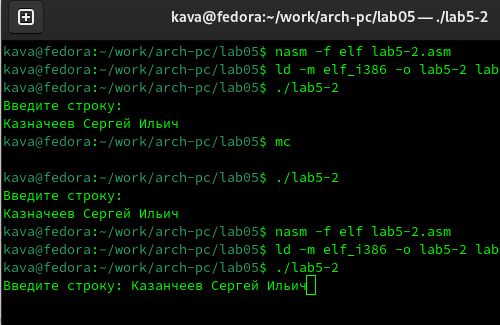 kava@fedora:~/work/arch-pc/lab05 — ./lab5-2
kava@fedora:~/work/arch-pc/lab05$ nasm -f elf lab5-2.asm
kava@fedora:~/work/arch-pc/lab05$ ld -m elf_i386 -o lab5-2 lab
kava@fedora:~/work/arch-pc/lab05$ ./lab5-2
Введите строку:
Казначеев Сергей Ильич
kava@fedora:~/work/arch-pc/lab05$ mc
kava@fedora:~/work/arch-pc/lab05$ ./lab5-2
Введите строку:
Казначеев Сергей Ильич
kava@fedora:~/work/arch-pc/lab05$ nasm -f elf lab5-2.asm
kava@fedora:~/work/arch-pc/lab05$ ld -m elf_i386 -o lab5-2 lab
kava@fedora:~/work/arch-pc/lab05$ ./lab5-2
Введите строку: Казанчеев Сергей Ильич